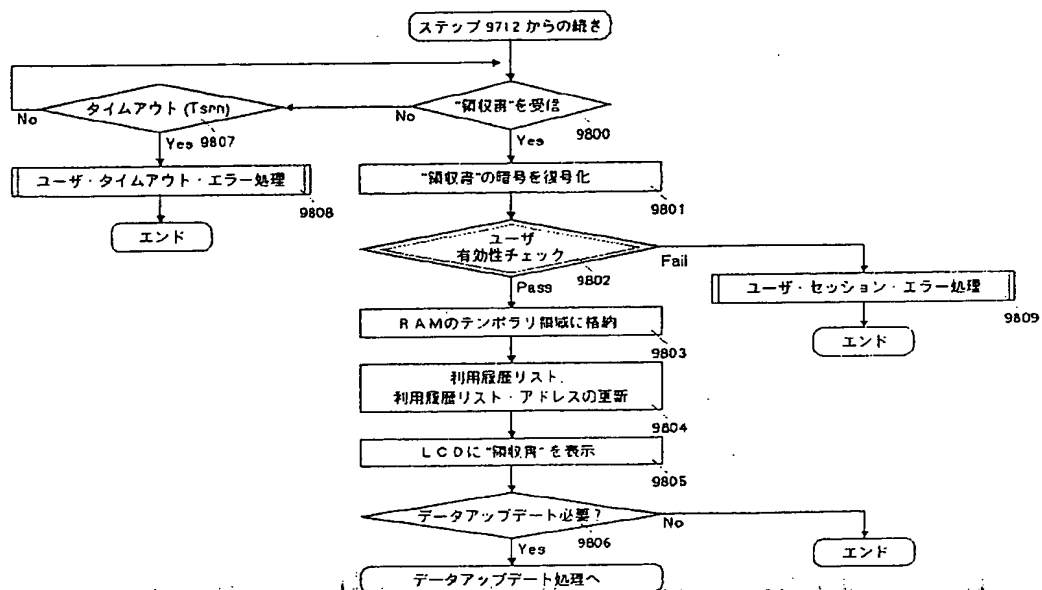 ステップ 9712 からの続き
"領収書"を受信
9800
No
Yes
タイムアウト (Tsrn)
9807
No
Yes
ユーザ・タイムアウト・エラー処理
9808
エンド
"領収書"の暗号を復号化
9801
ユーザ
有効性チェック
9802
Fail
Pass
ユーザ・セッション・エラー処理
9809
エンド
RAMのテンポラリ領域に格納
9803
利用履歴リスト,
利用履歴リスト・アドレスの更新
9804
LCDに"領収書"を表示
9805
データアップデート必要?
9806
No
Yes
エンド
データアップデート処理へ